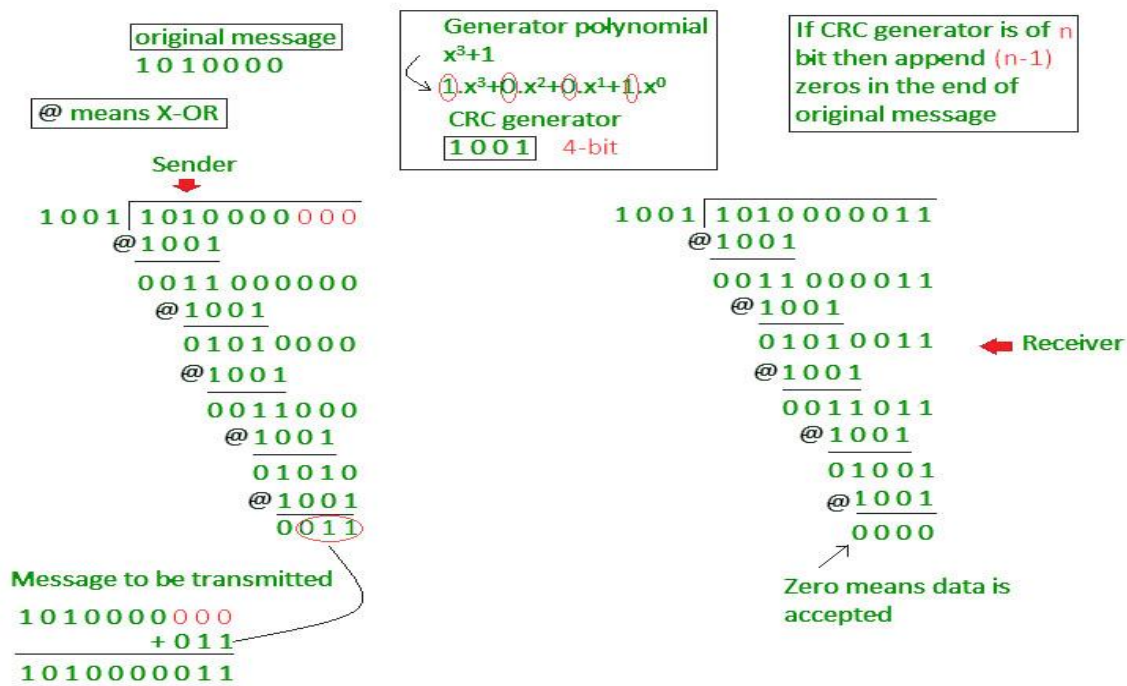 original message
1010000
@ means X-OR
Generator polynomial
x³+1
1.x³+0.x²+0.x¹+1.x⁰
CRC generator
1001 4-bit
If CRC generator is of n
bit then append (n-1)
zeros in the end of
original message
Sender
1001 1010000000
@1001
0011000000
@1001
01010000
@1001
0011000
@1001
01010
@1001
0011
Message to be transmitted
1010000000
+011
1010000011
1001 1010000011
@1001
0011000011
@1001
01010011
@1001
0011011
@1001
01001
@1001
0000
Receiver
Zero means data is
accepted